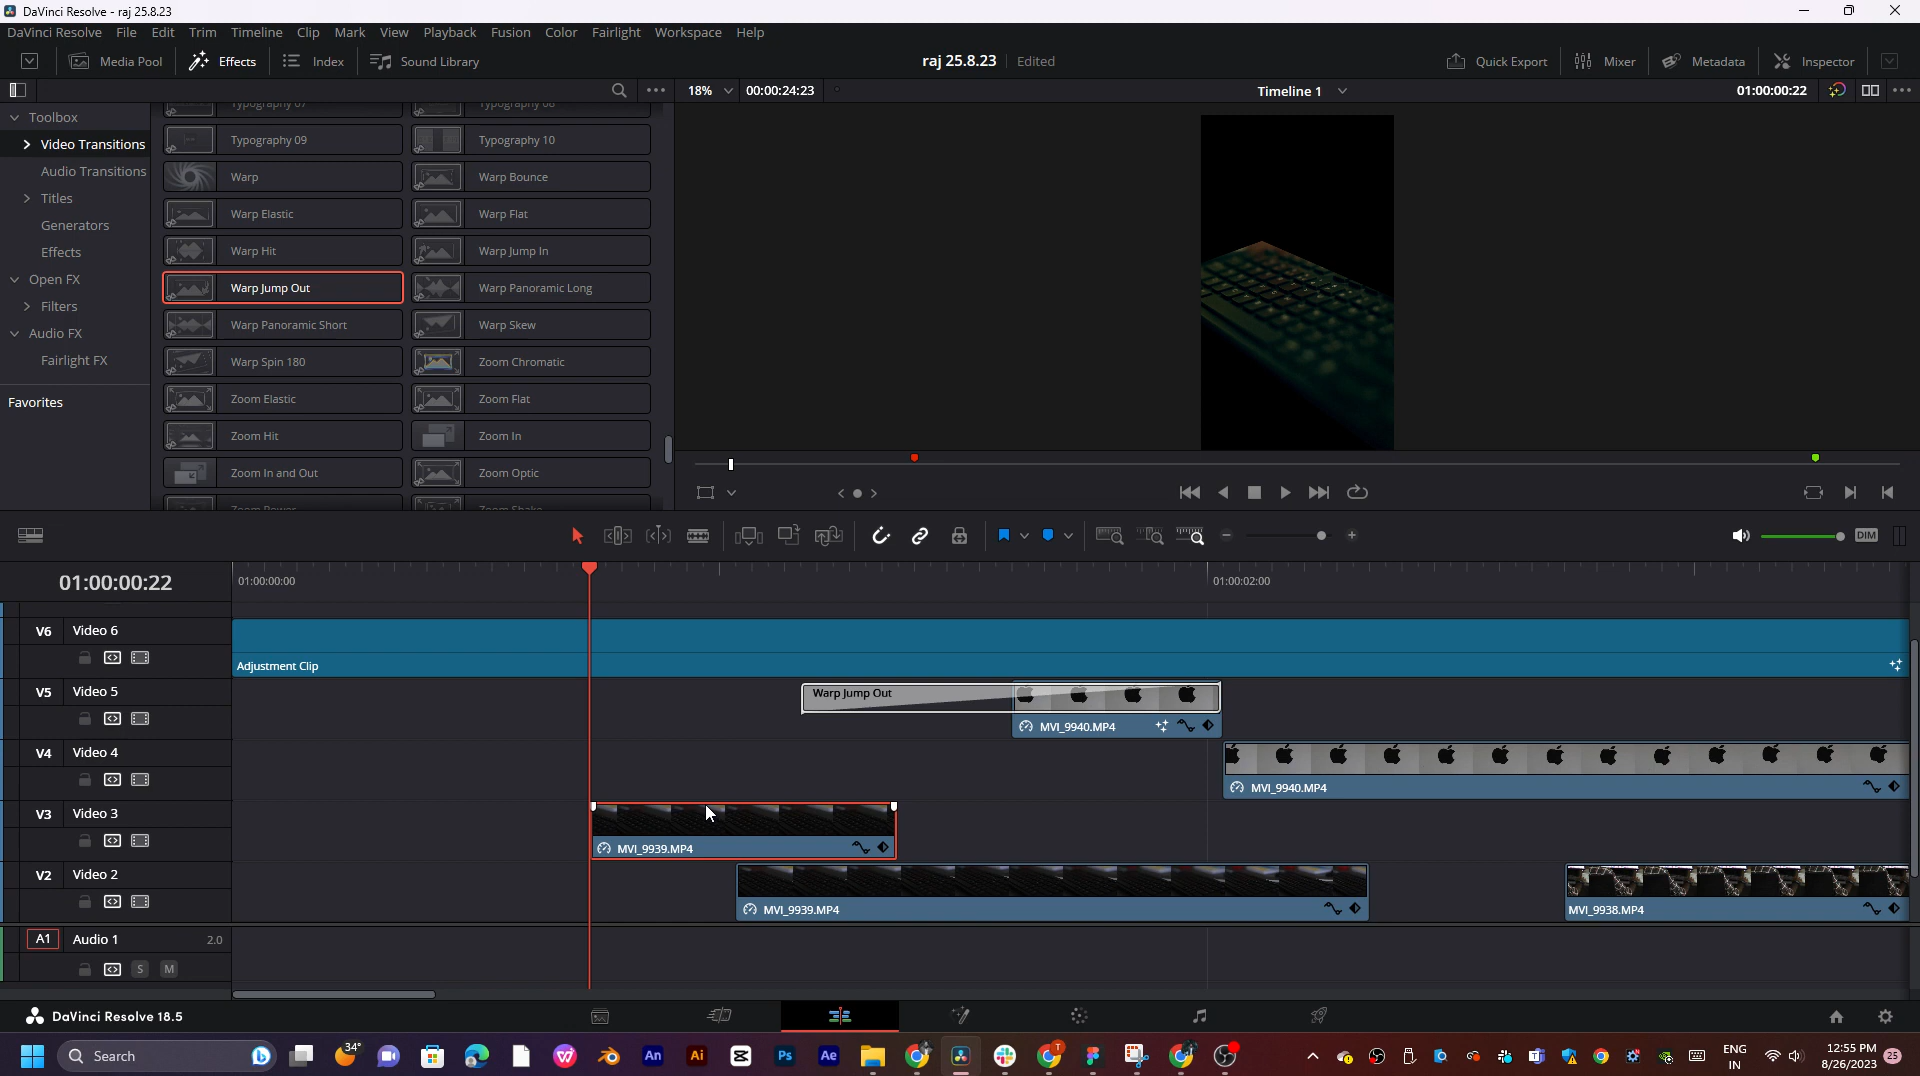 DaVinci Resolve - raj 25.8.23
DaVinci Resolve File Edit Trim Timeline Clip Mark View Playback Fusion Color Fairlight Workspace Help
Media Pool Effects Index Sound Library raj 25.8.23 Edited Quick Export Mixer Metadata Inspector
18% 00:00:24:23 Timeline 1 01:00:00:22
Toolbox
Video Transitions
Audio Transitions
Titles
Generators
Effects
Open FX
Filters
Audio FX
Fairlight FX
Favorites
Typography 07 Typography 08
Typography 09 Typography 10
Warp Warp Bounce
Warp Elastic Warp Flat
Warp Hit Warp Jump In
Warp Jump Out Warp Panoramic Long
Warp Panoramic Short Warp Skew
Warp Spin 180 Zoom Chromatic
Zoom Elastic Zoom Flat
Zoom Hit Zoom In
Zoom In and Out Zoom Optic
DIM
01:00:00:22 01:00:00:00 01:00:02:00
V6 Video 6
Adjustment Clip
V5 Video 5 Warp Jump Out
MVI_9940.MP4
V4 Video 4
MVI_9940.MP4
V3 Video 3
MVI_9939.MP4
V2 Video 2
MVI_9939.MP4 MVI_9938.MP4
A1 Audio 1 2.0
S M
DaVinci Resolve 18.5
Search 34° An Ai Ps Ae T ENG IN 12:55 PM 8/26/2023 25